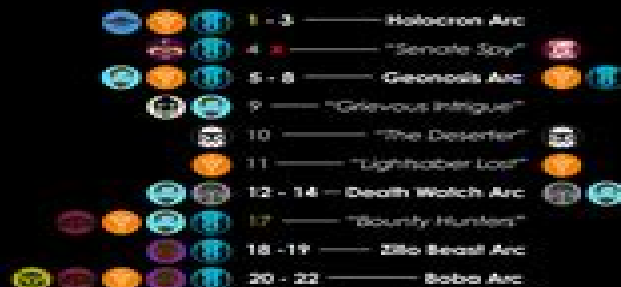 1 - 3 Holocron Arc
4 "Senate Spy"
5 - 8 Geonosis Arc
9 "Grievous Intrigue"
10 "The Deserter"
11 "Lightsaber Lost"
12 - 14 Death Watch Arc
17 "Bounty Hunters"
18 -19 Zillo Beast Arc
20 - 22 Boba Arc